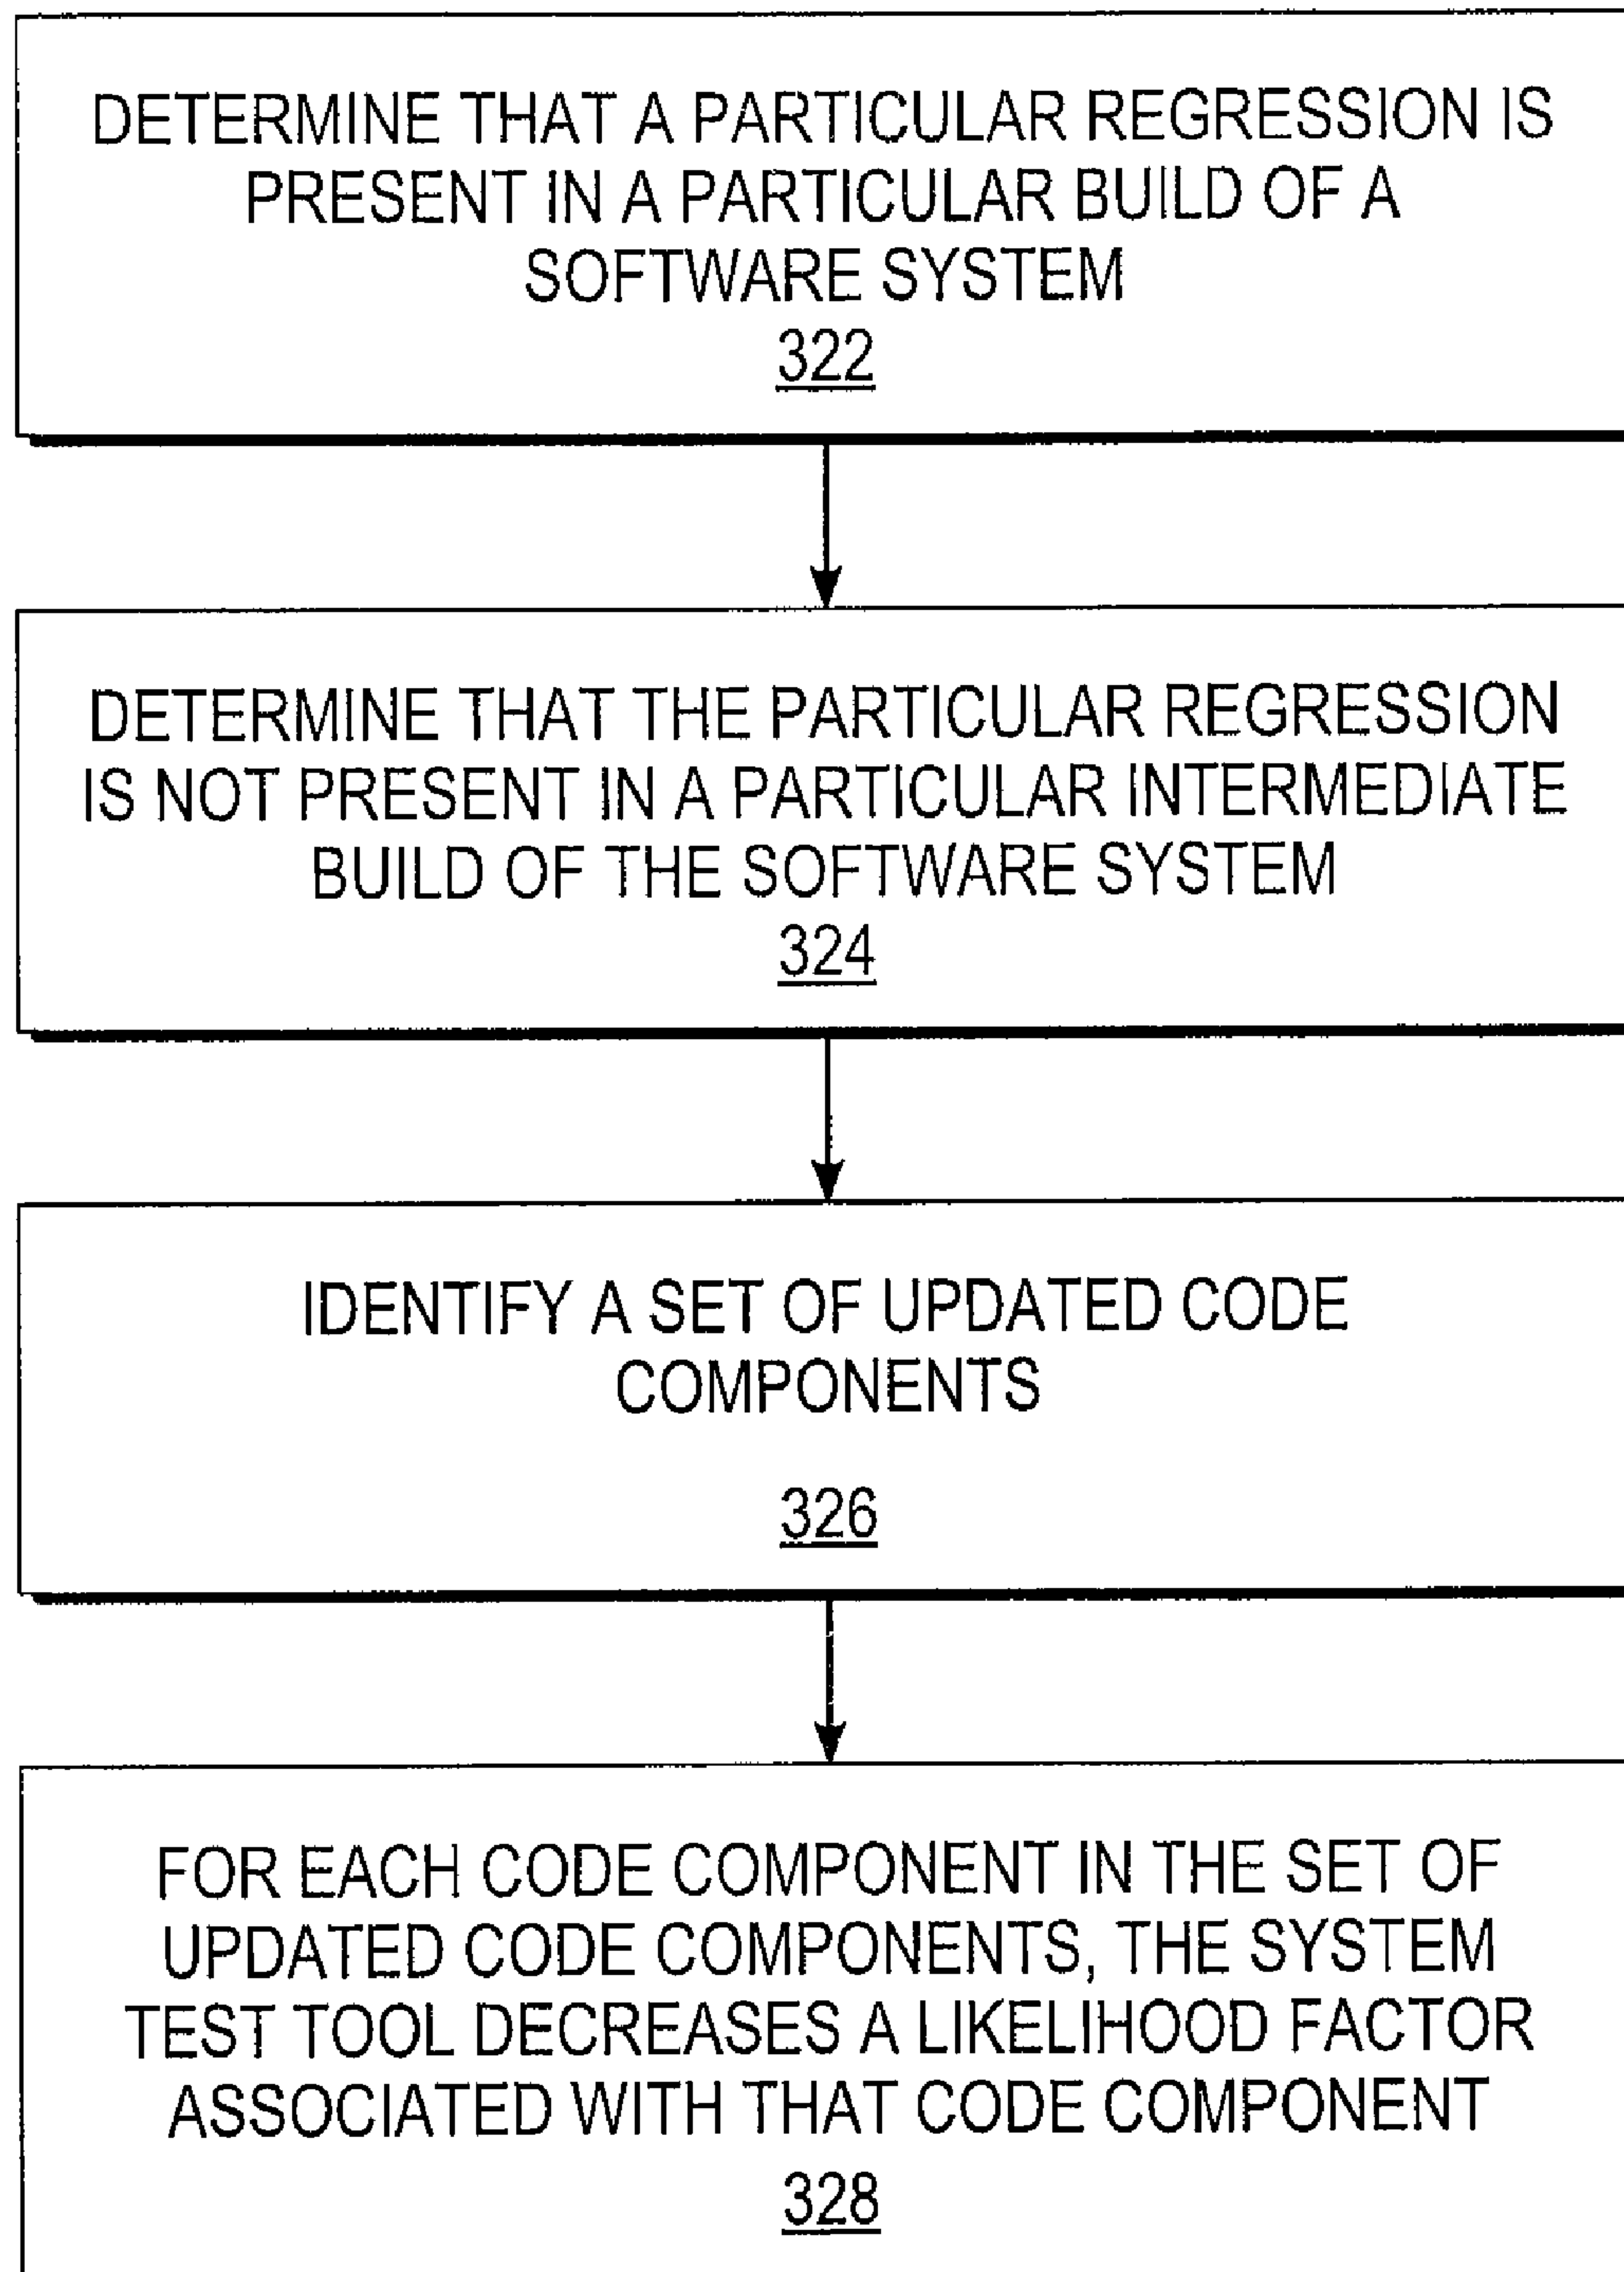 DETERMINE THAT A PARTICULAR REGRESSION IS
PRESENT IN A PARTICULAR BUILD OF A
SOFTWARE SYSTEM
322
DETERMINE THAT THE PARTICULAR REGRESSION
IS NOT PRESENT IN A PARTICULAR INTERMEDIATE
BUILD OF THE SOFTWARE SYSTEM
324
IDENTIFY A SET OF UPDATED CODE
COMPONENTS
326
FOR EACH CODE COMPONENT IN THE SET OF
UPDATED CODE COMPONENTS, THE SYSTEM
TEST TOOL DECREASES A LIKELIHOOD FACTOR
ASSOCIATED WITH THAT CODE COMPONENT
328